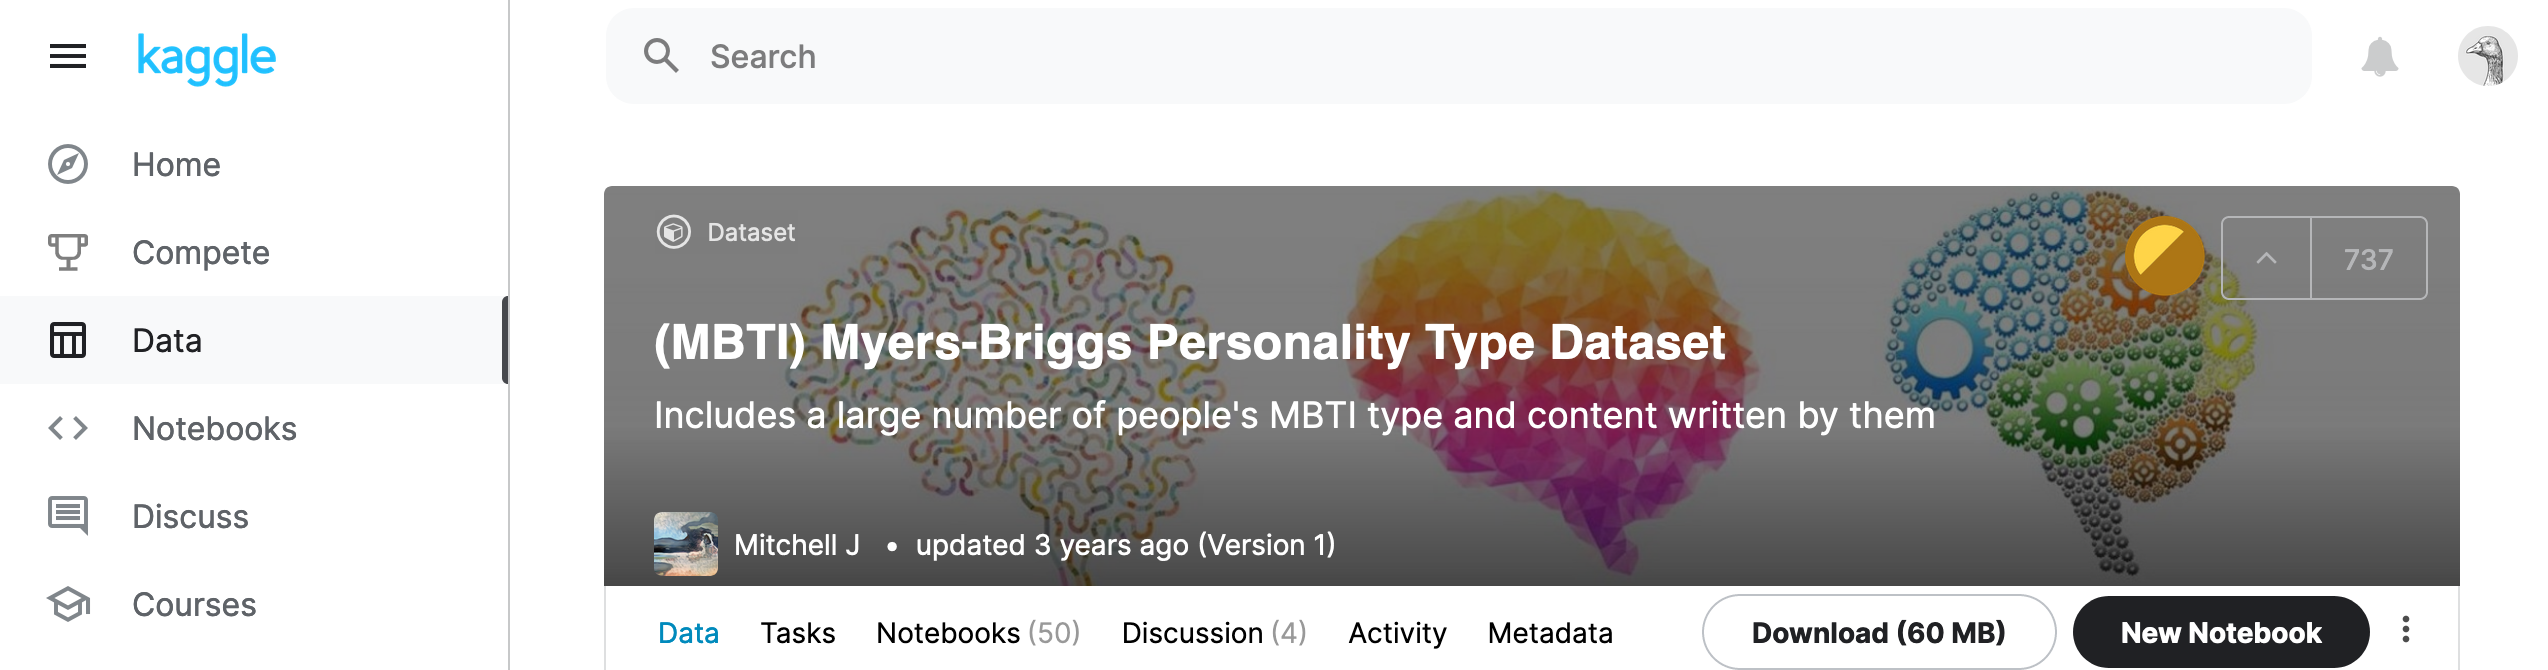 kaggle
Search
Home
Compete
Data
Notebooks
Discuss
Courses
Dataset
737
(MBTI) Myers-Briggs Personality Type Dataset
Includes a large number of people's MBTI type and content written by them
Mitchell J • updated 3 years ago (Version 1)
Data Tasks Notebooks (50) Discussion (4) Activity Metadata Download (60 MB) New Notebook